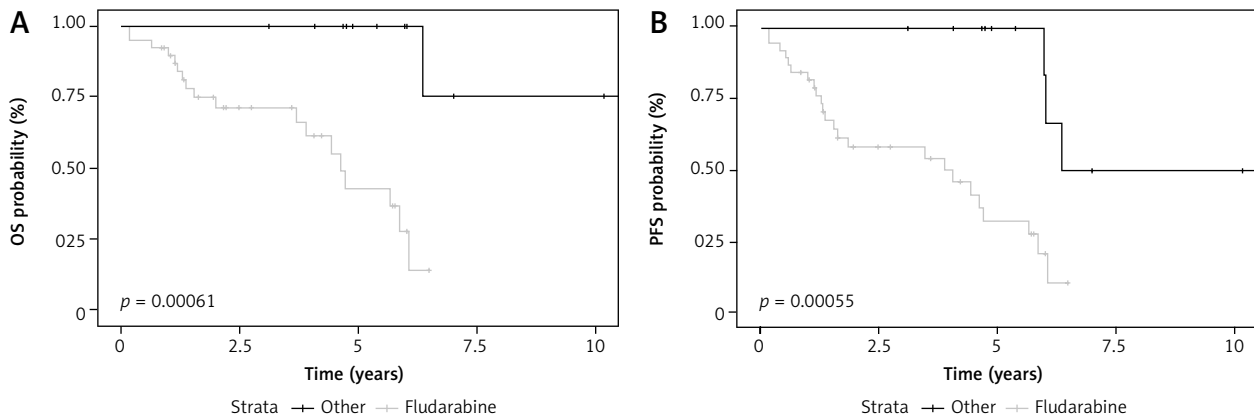 A
OS probability (%)
1.00
0.75
0.50
025
0
p = 0.00061
0 2.5 5 7.5 10
Time (years)
Strata Other Fludarabine
B
PFS probability (%)
1.00
0.75
0.50
025
0
p = 0.00055
0 2.5 5 7.5 10
Time (years)
Strata Other Fludarabine